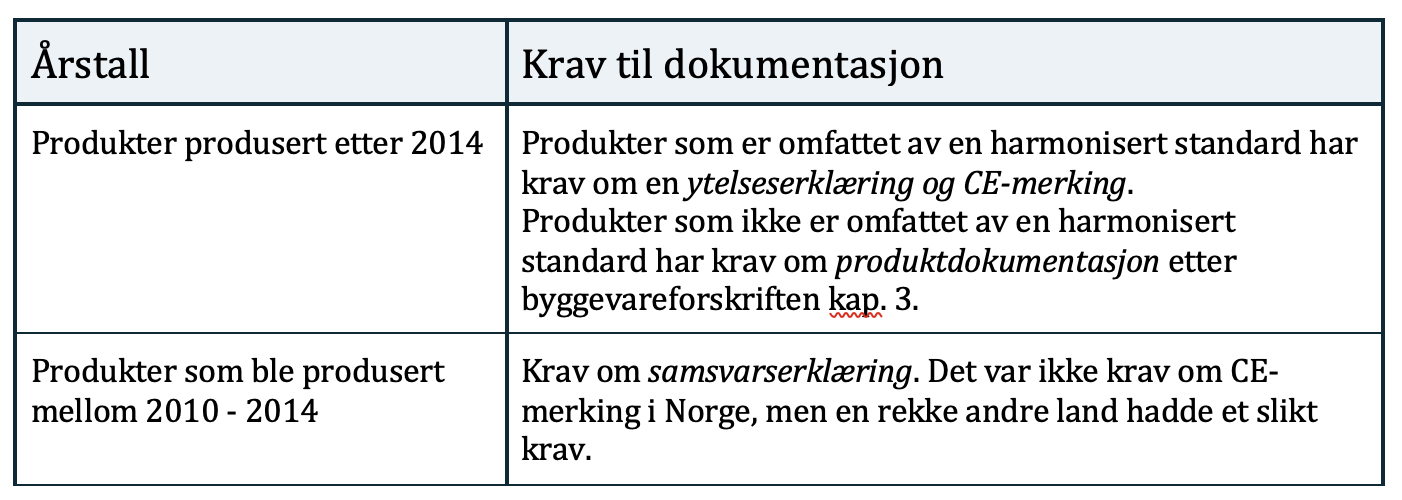 Årstall
Krav til dokumentasjon
Produkter produsert etter 2014
Produkter som er omfattet av en harmonisert standard har
krav om en ytelseserklæring og CE-merking.
Produkter som ikke er omfattet av en harmonisert
standard har krav om produktdokumentasjon etter
byggevareforskriften kap. 3.
Produkter som ble produsert
mellom 2010 - 2014
Krav om samsvarserklæring. Det var ikke krav om CE-
merking i Norge, men en rekke andre land hadde et slikt
krav.